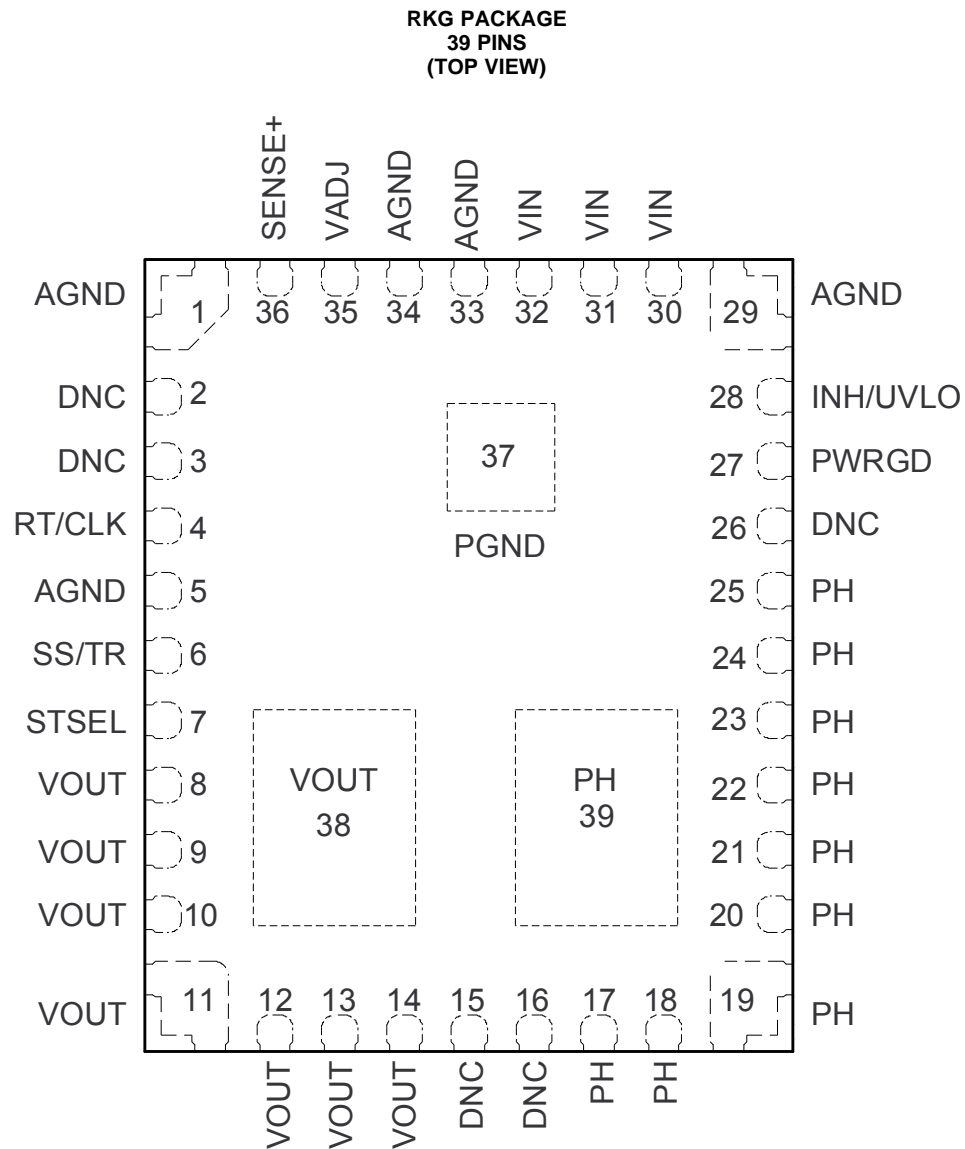 RKG PACKAGE
39 PINS
(TOP VIEW)
SENSE+ VADJ AGND AGND VIN VIN VIN
AGND 1 36 35 34 33 32 31 30 29 AGND
DNC 2 28 INH/UVLO
DNC 3 37 27 PWRGD
RT/CLK 4 26 DNC
PGND
AGND 5 25 PH
SS/TR 6 24 PH
STSEL 7 23 PH
VOUT 8 VOUT PH 22 PH
38 39
VOUT 9 21 PH
VOUT 10 20 PH
VOUT 11 12 13 14 15 16 17 18 19 PH
VOUT VOUT VOUT DNC DNC PH PH